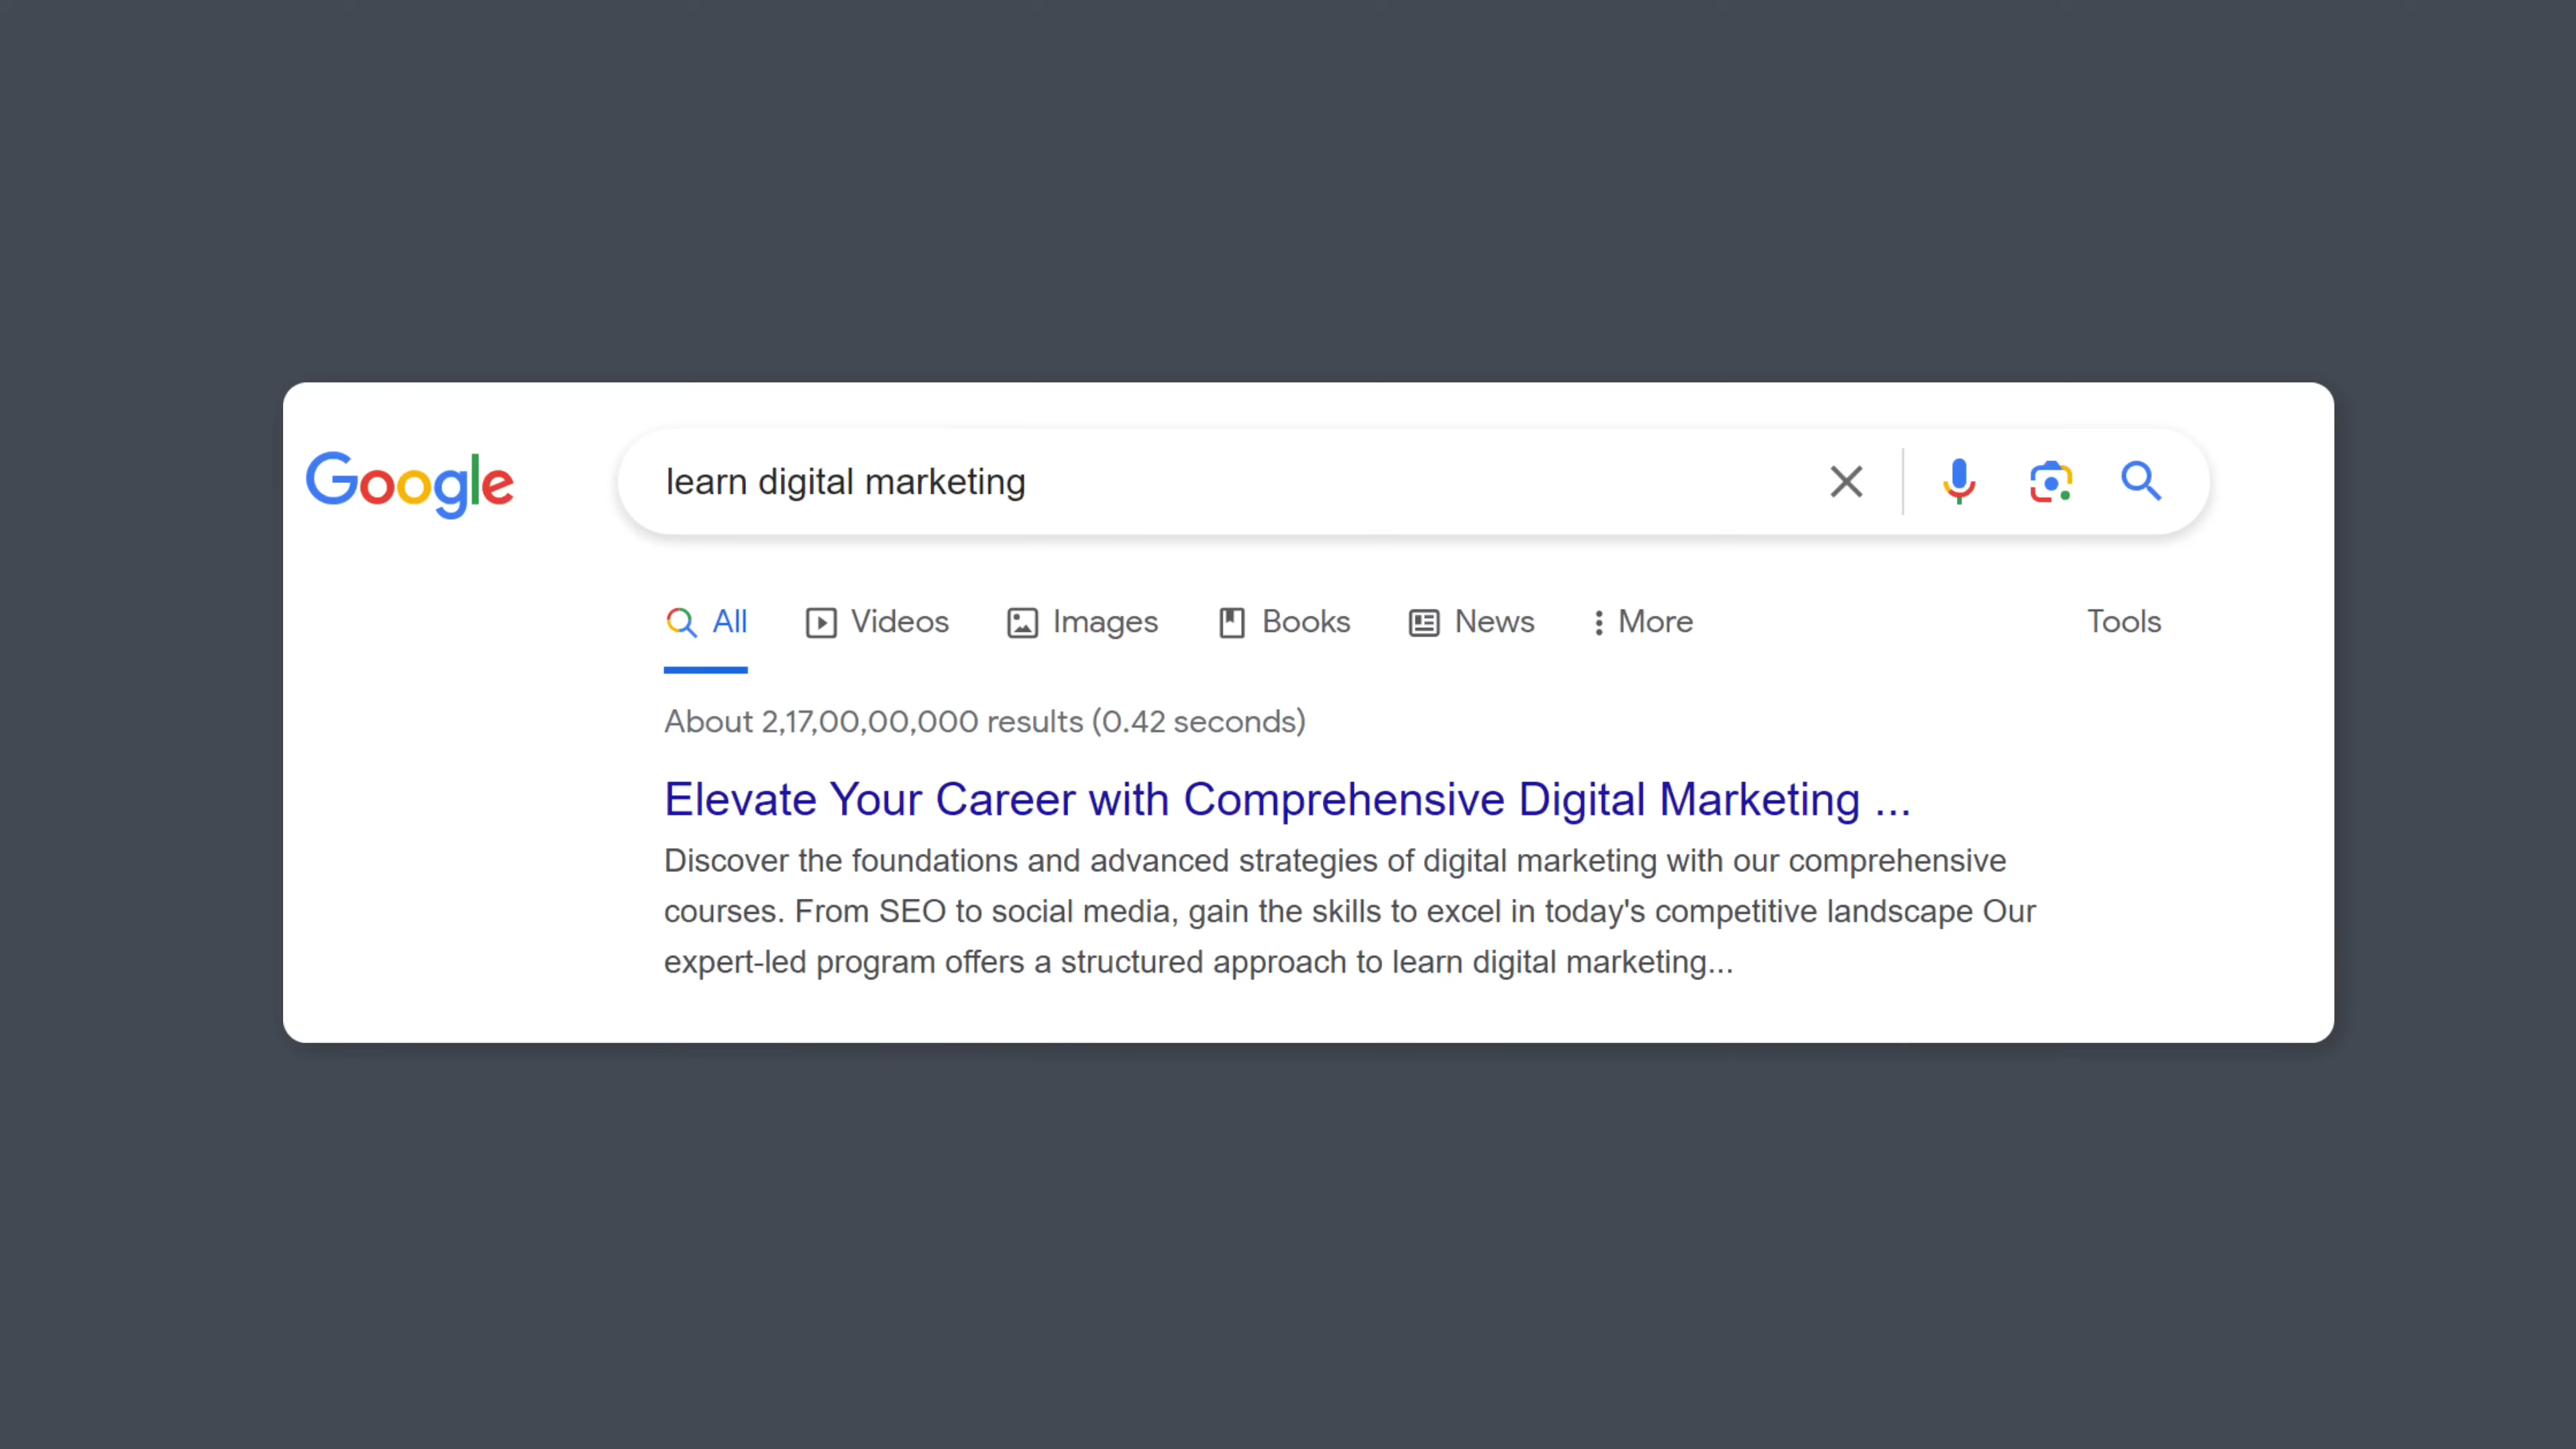 Google
learn digital marketing
All Videos Images Books News More Tools
About 2,17,00,00,000 results (0.42 seconds)
Elevate Your Career with Comprehensive Digital Marketing ...
Discover the foundations and advanced strategies of digital marketing with our comprehensive
courses. From SEO to social media, gain the skills to excel in today's competitive landscape Our
expert-led program offers a structured approach to learn digital marketing...